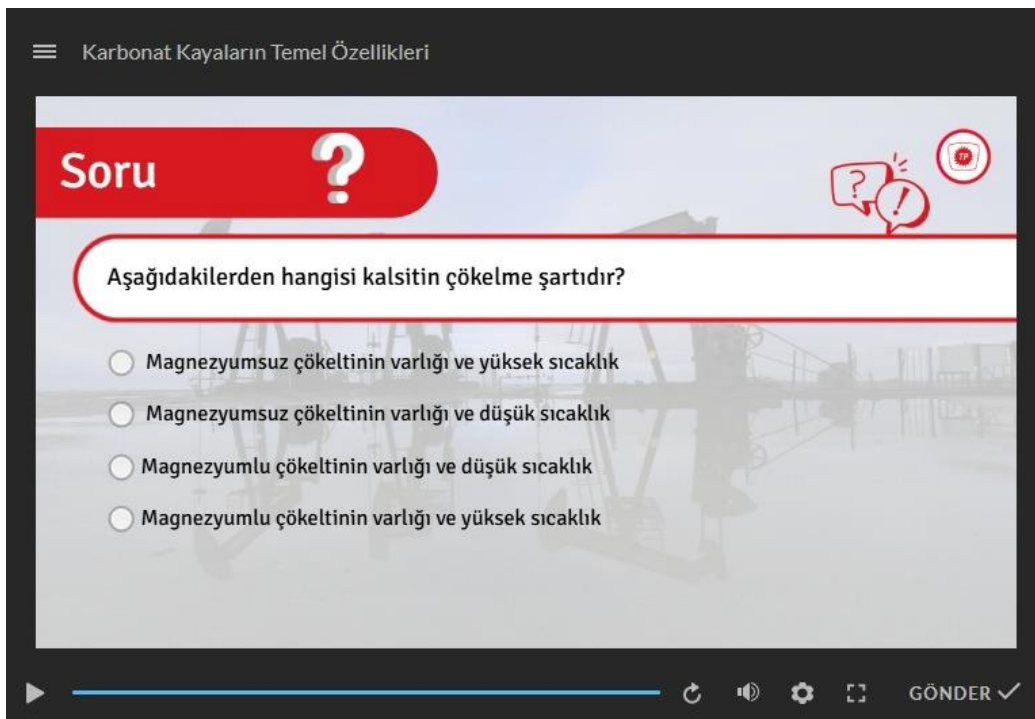 Karbonat Kayaların Temel Özellikleri
Soru ?
? !
TP
Aşağıdakilerden hangisi kalsitin çökelme şartıdır?
Magnezyumsuz çökeltinin varlığı ve yüksek sıcaklık
Magnezyumsuz çökeltinin varlığı ve düşük sıcaklık
Magnezyumlu çökeltinin varlığı ve düşük sıcaklık
Magnezyumlu çökeltinin varlığı ve yüksek sıcaklık
GÖNDER